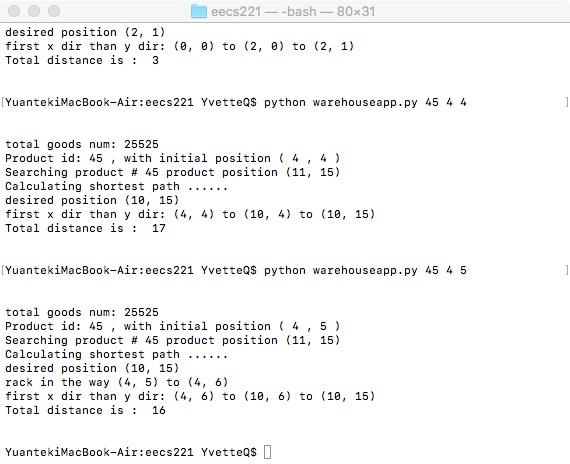 eecs221 — -bash — 80×31
desired position (2, 1)
first x dir than y dir: (0, 0) to (2, 0) to (2, 1)
Total distance is :  3
[YuantekiMacBook-Air:eecs221 YvetteQ$ python warehouseapp.py 45 4 4 ]
total goods num: 25525
Product id: 45 , with initial position ( 4 , 4 )
Searching product # 45 product position (11, 15)
Calculating shortest path ......
desired position (10, 15)
first x dir than y dir: (4, 4) to (10, 4) to (10, 15)
Total distance is :  17
[YuantekiMacBook-Air:eecs221 YvetteQ$ python warehouseapp.py 45 4 5 ]
total goods num: 25525
Product id: 45 , with initial position ( 4 , 5 )
Searching product # 45 product position (11, 15)
Calculating shortest path ......
desired position (10, 15)
rack in the way (4, 5) to (4, 6)
first x dir than y dir: (4, 6) to (10, 6) to (10, 15)
Total distance is :  16
YuantekiMacBook-Air:eecs221 YvetteQ$